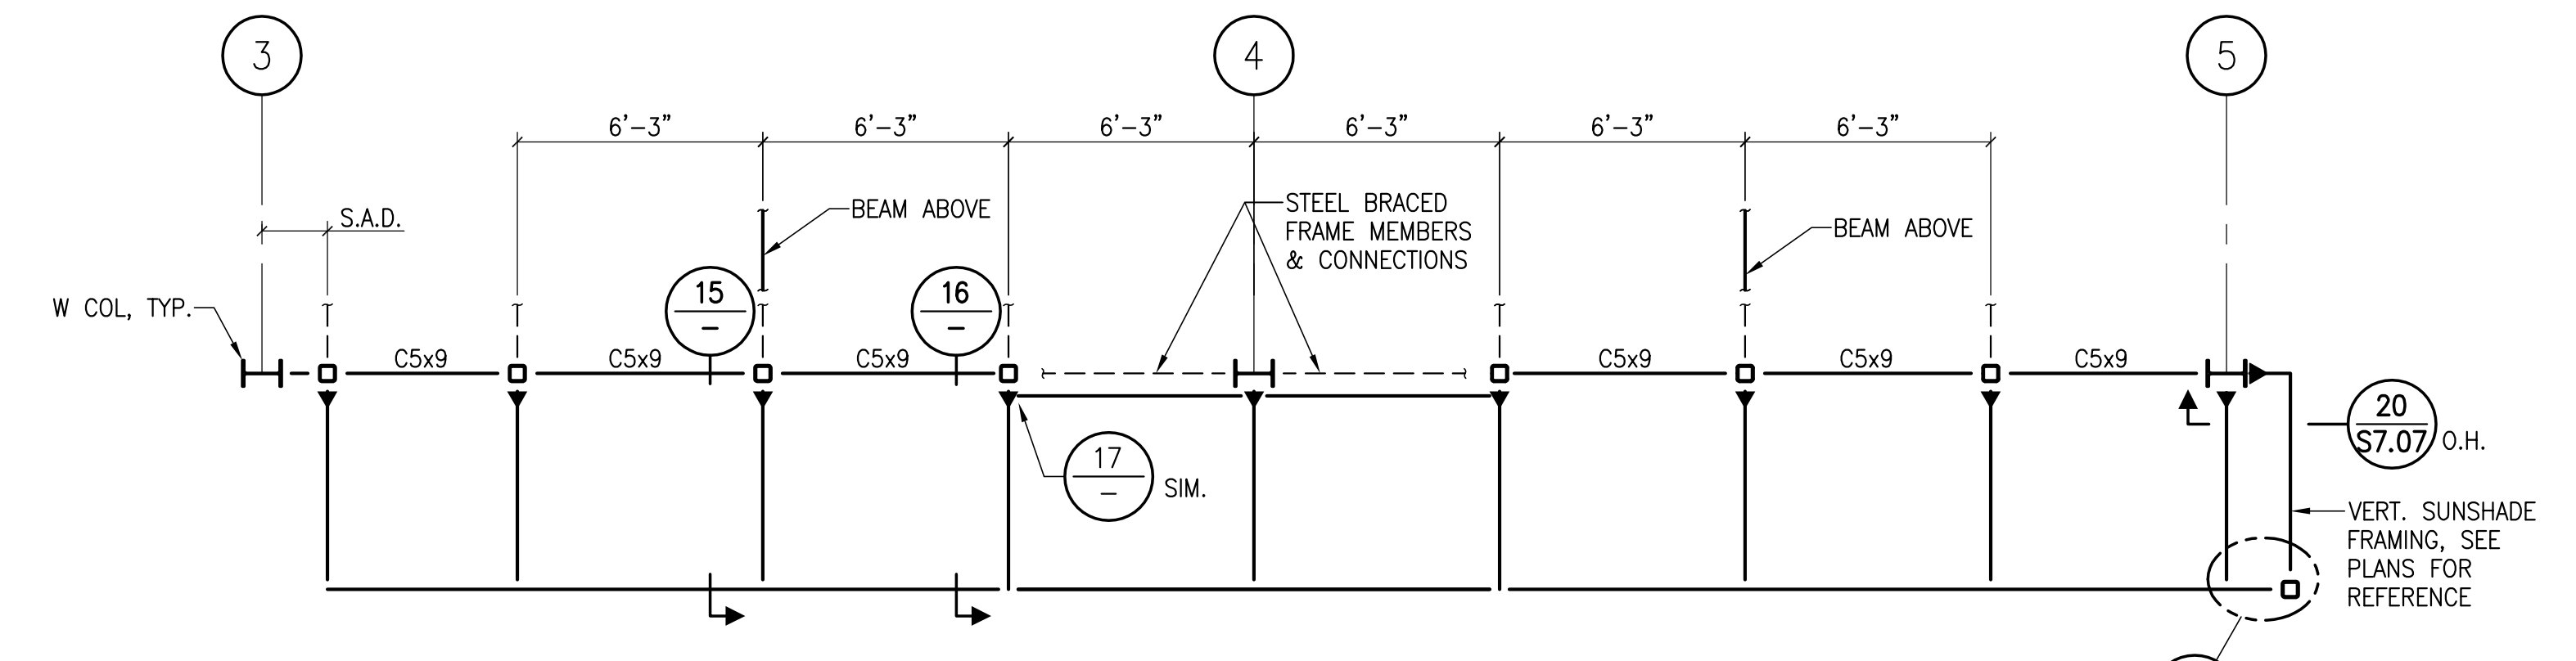 3
4
5
6'-3"
6'-3"
6'-3"
6'-3"
6'-3"
6'-3"
S.A.D.
BEAM ABOVE
STEEL BRACED
FRAME MEMBERS
& CONNECTIONS
BEAM ABOVE
W COL, TYP.
15
–
16
–
C5x9
C5x9
C5x9
C5x9
C5x9
C5x9
17
–
SIM.
20
S7.07
O.H.
VERT. SUNSHADE
FRAMING, SEE
PLANS FOR
REFERENCE